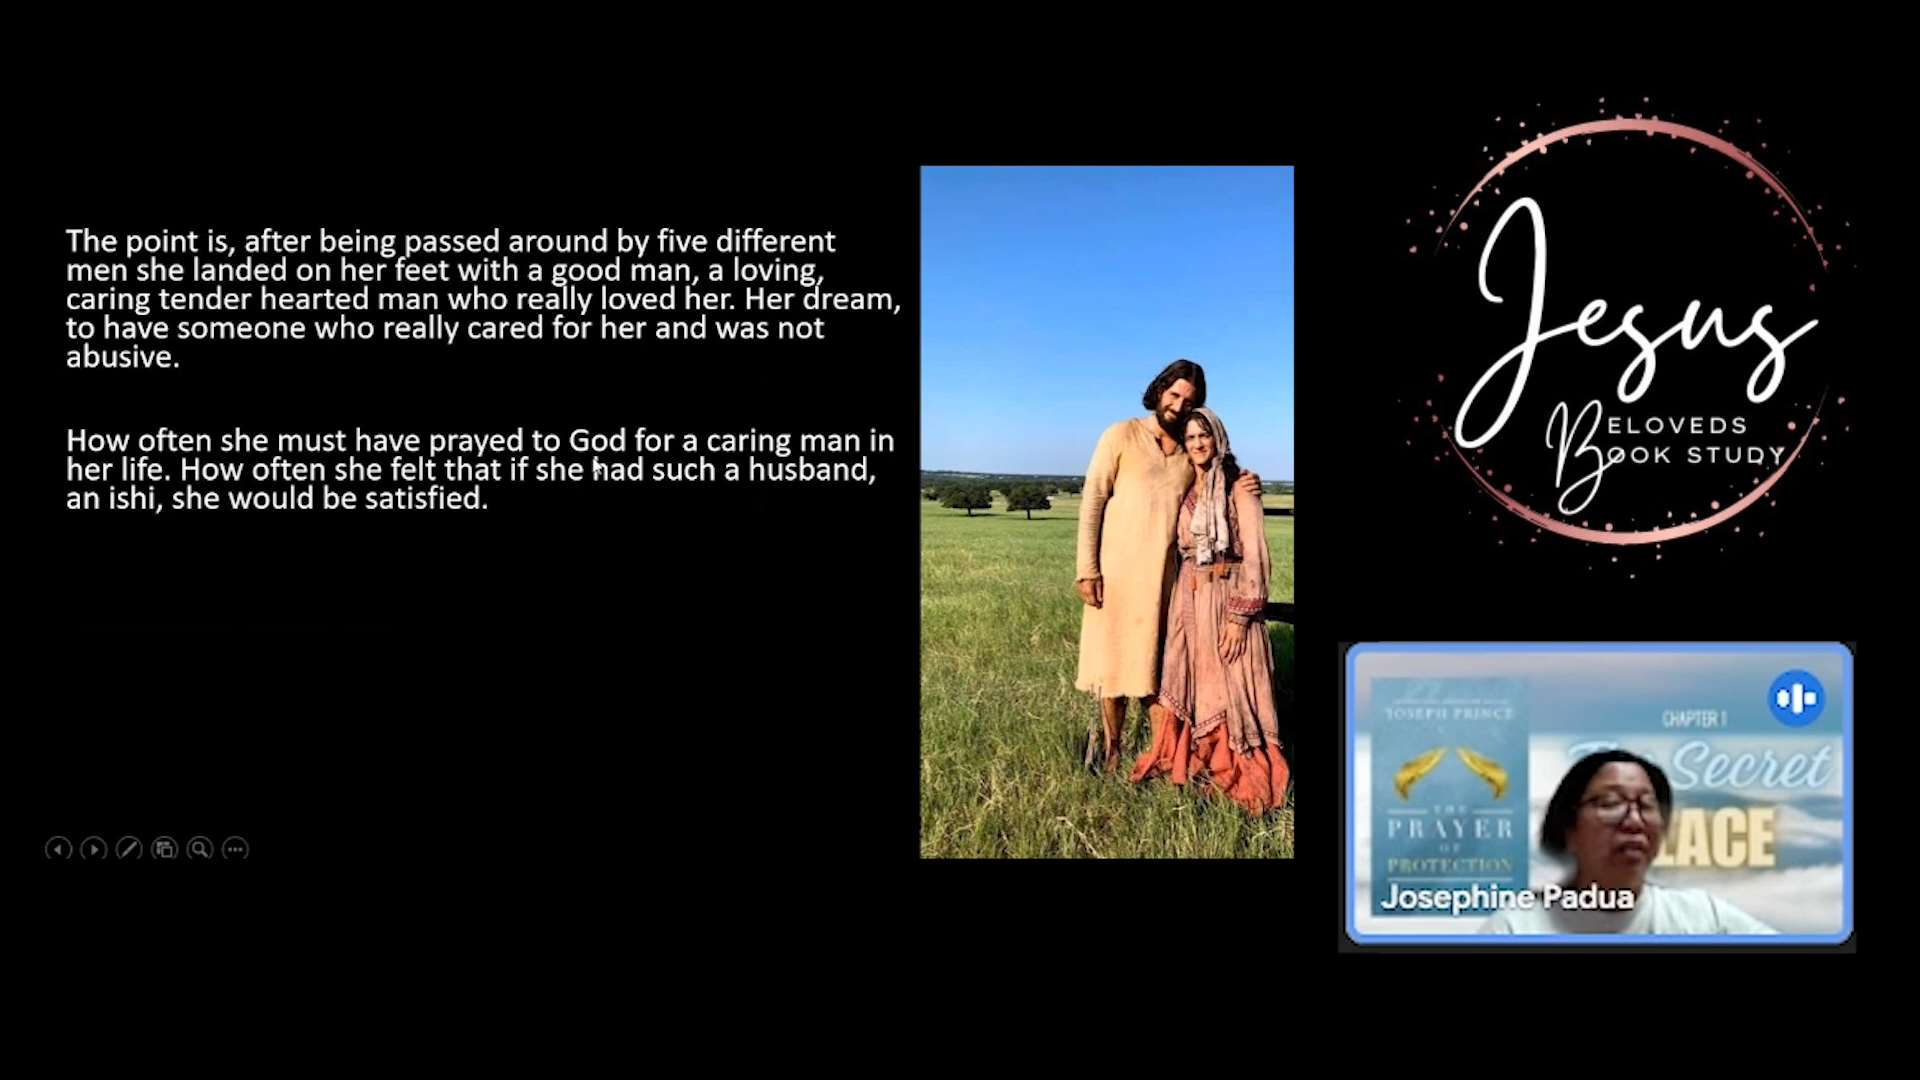 The point is, after being passed around by five different
men she landed on her feet with a good man, a loving,
caring tender hearted man who really loved her. Her dream,
to have someone who really cared for her and was not
abusive.
How often she must have prayed to God for a caring man in
her life. How often she felt that if she had such a husband,
an ishi, she would be satisfied.
Jesus
BELOVEDS
BOOK STUDY
JOSEPH PRINCE
THE
PRAYER
OF
PROTECTION
CHAPTER 1
Secret
Josephine Padua